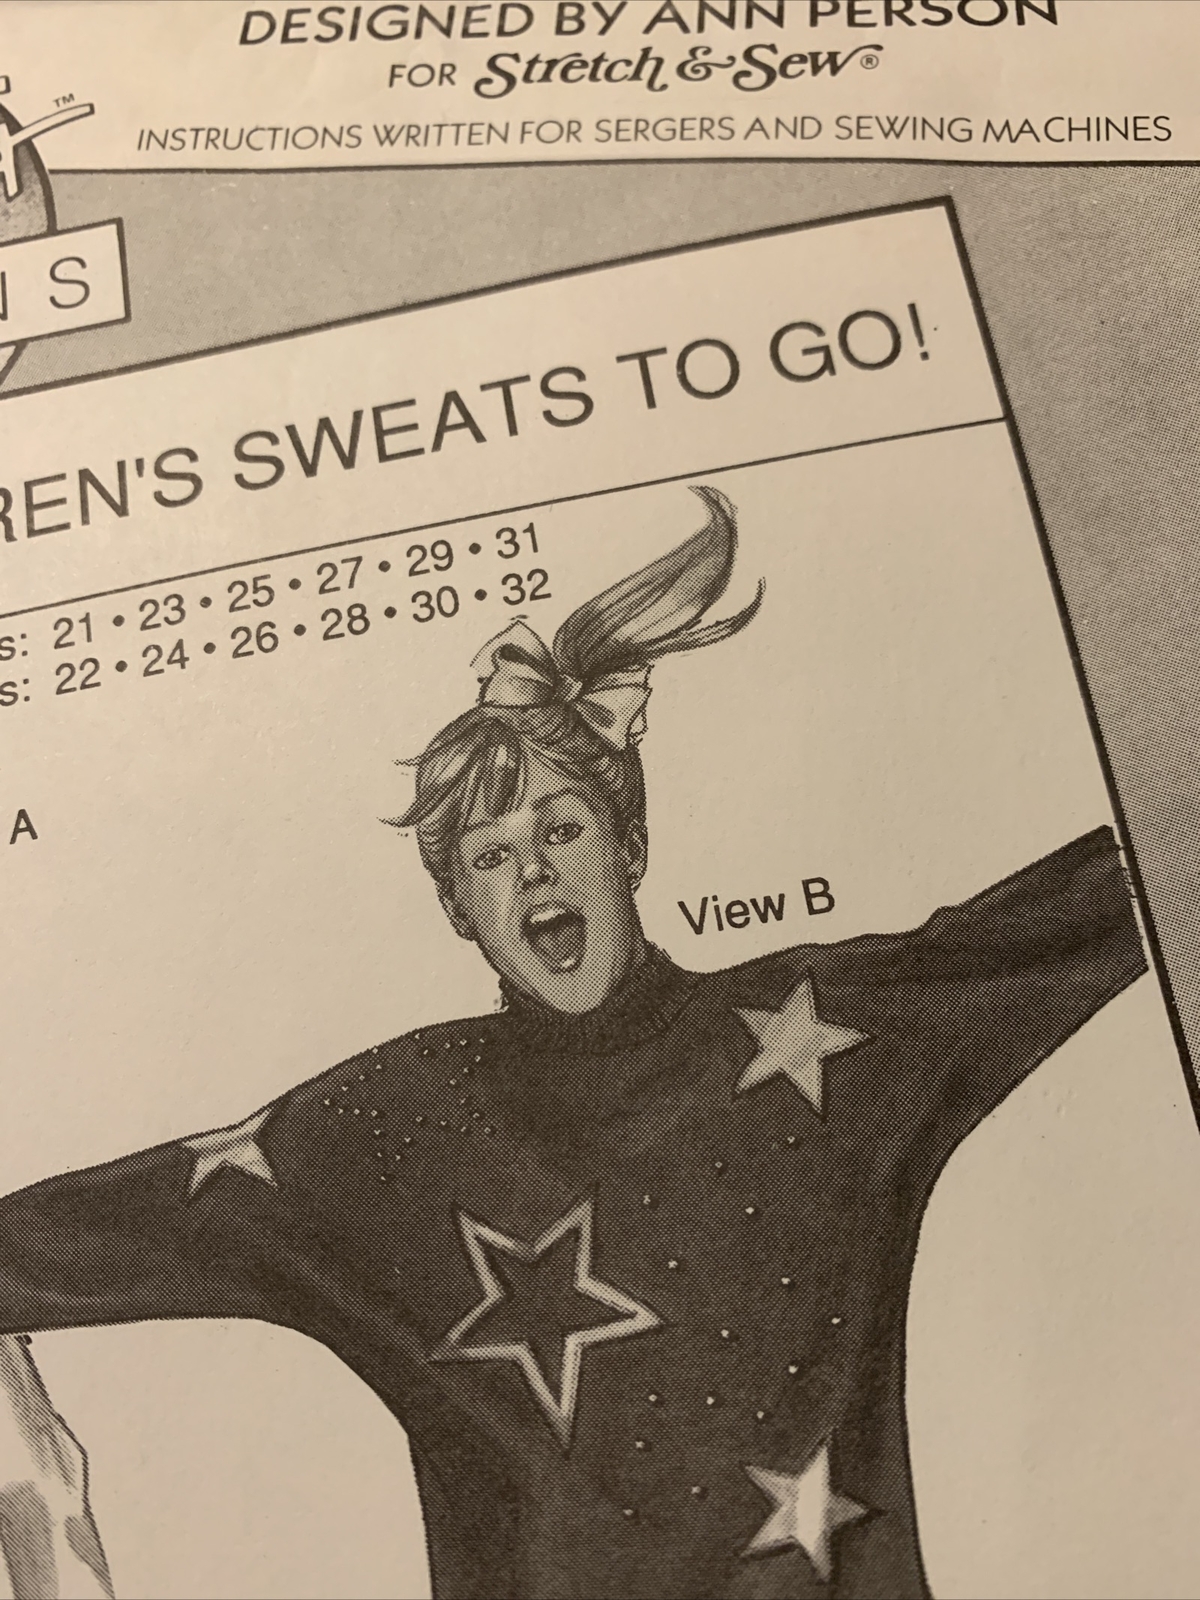 DESIGNED BY ANN PERSON
FOR Stretch & Sew®
INSTRUCTIONS WRITTEN FOR SERGERS AND SEWING MACHINES
TM
N S
REN'S SWEATS TO GO!
s: 21 • 23 • 25 • 27 • 29 • 31
s: 22 • 24 • 26 • 28 • 30 • 32
A
View B